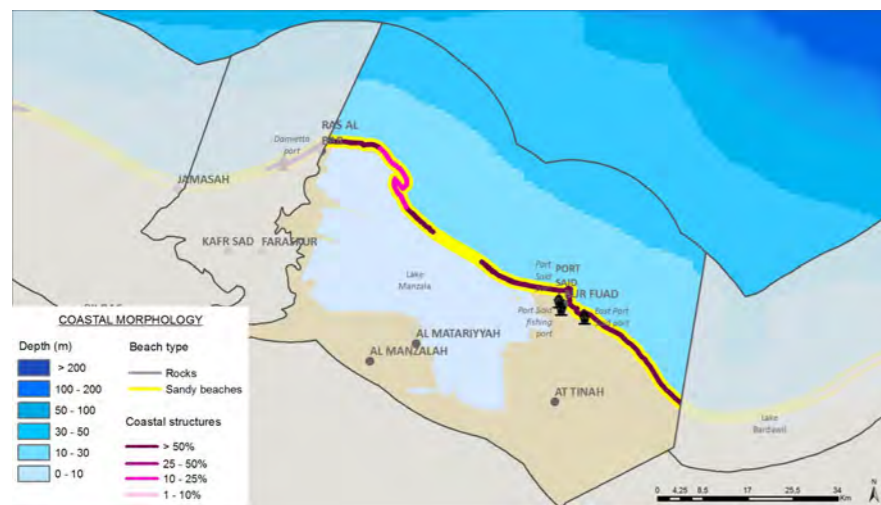 RAS AL
Damietta
port
JAMASAH
KAFR SAD
FARASKUR
Lake
Manzala
Port
Said
PORT
SAID
UR FUAD
Port Said
fishing
port
East Port
port
AL MATARIYYAH
AL MANZALAH
AT TINAH
Lake
Bardawil
COASTAL MORPHOLOGY
Depth (m)
> 200
100 - 200
50 - 100
30 - 50
10 - 30
0 - 10
Beach type
Rocks
Sandy beaches
Coastal structures
> 50%
25 - 50%
10 - 25%
1 - 10%
0 4.25 8.5 17 25.5 34
Km
N